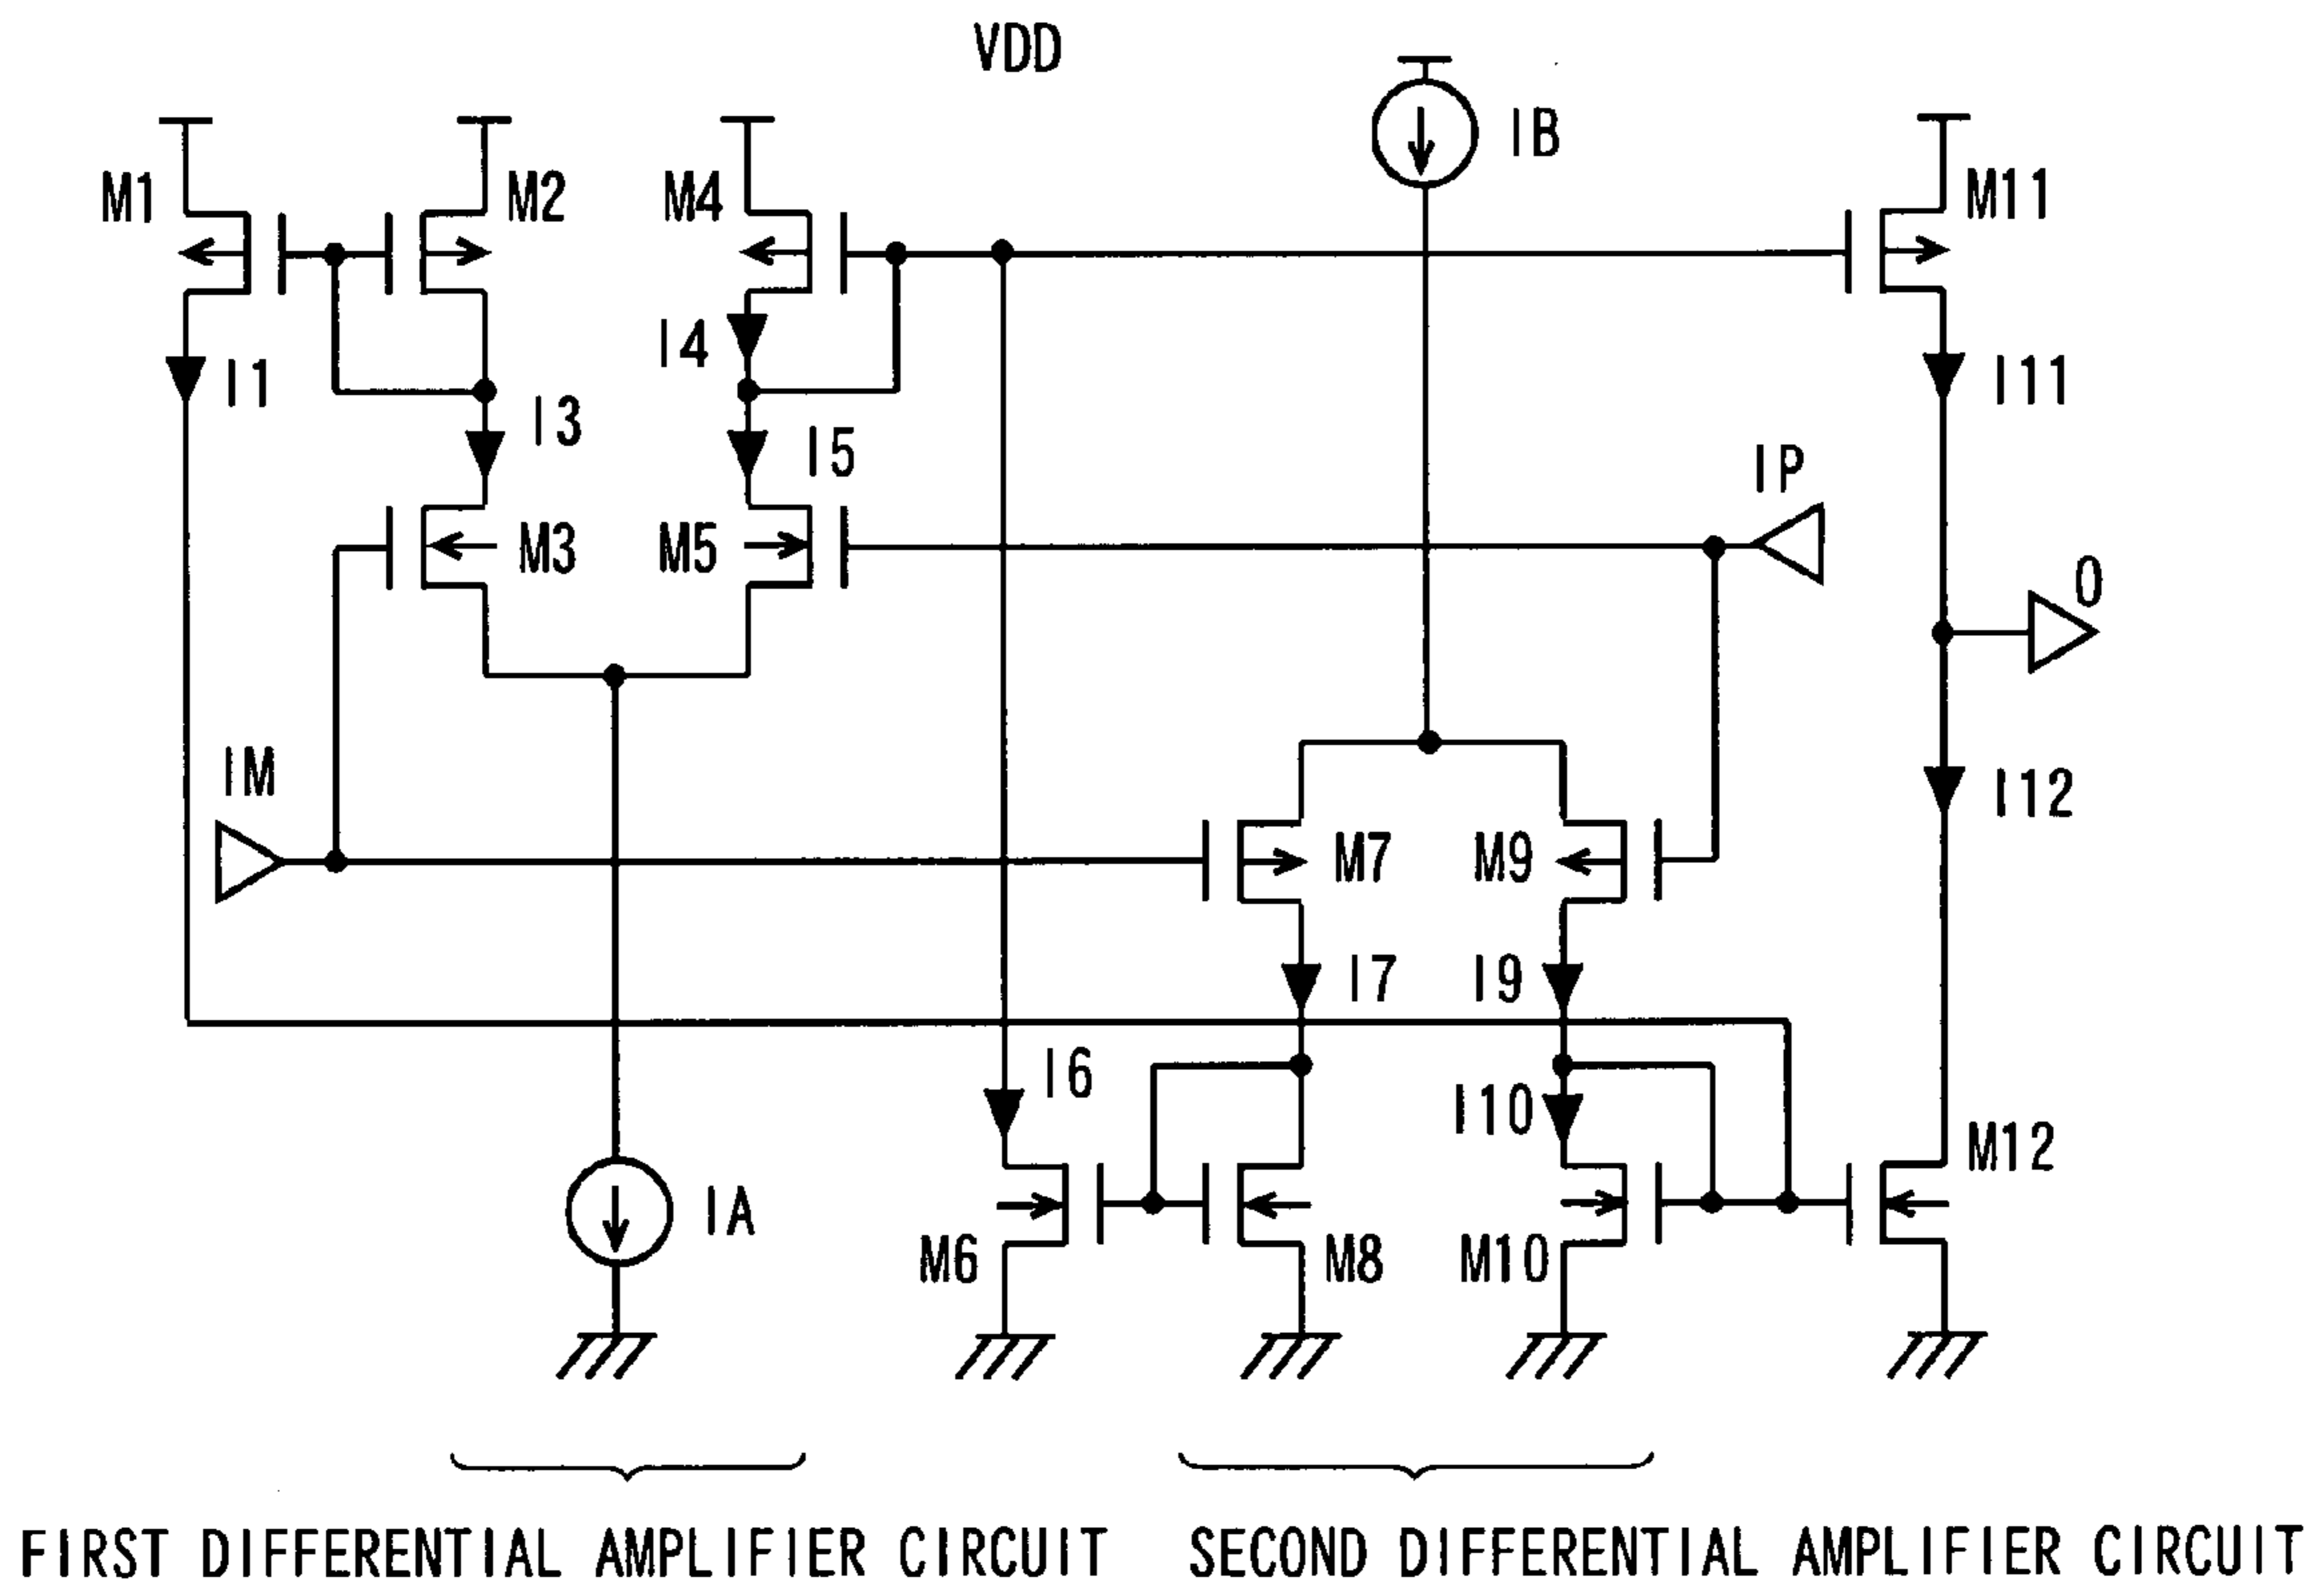 VDD
IB
M1
M2
M4
M11
I4
I1
I3
I5
I11
IP
M3
M5
O
IM
I12
M7
M9
I7
I9
I6
I10
M12
IA
M6
M8
M10
FIRST DIFFERENTIAL AMPLIFIER CIRCUIT
SECOND DIFFERENTIAL AMPLIFIER CIRCUIT